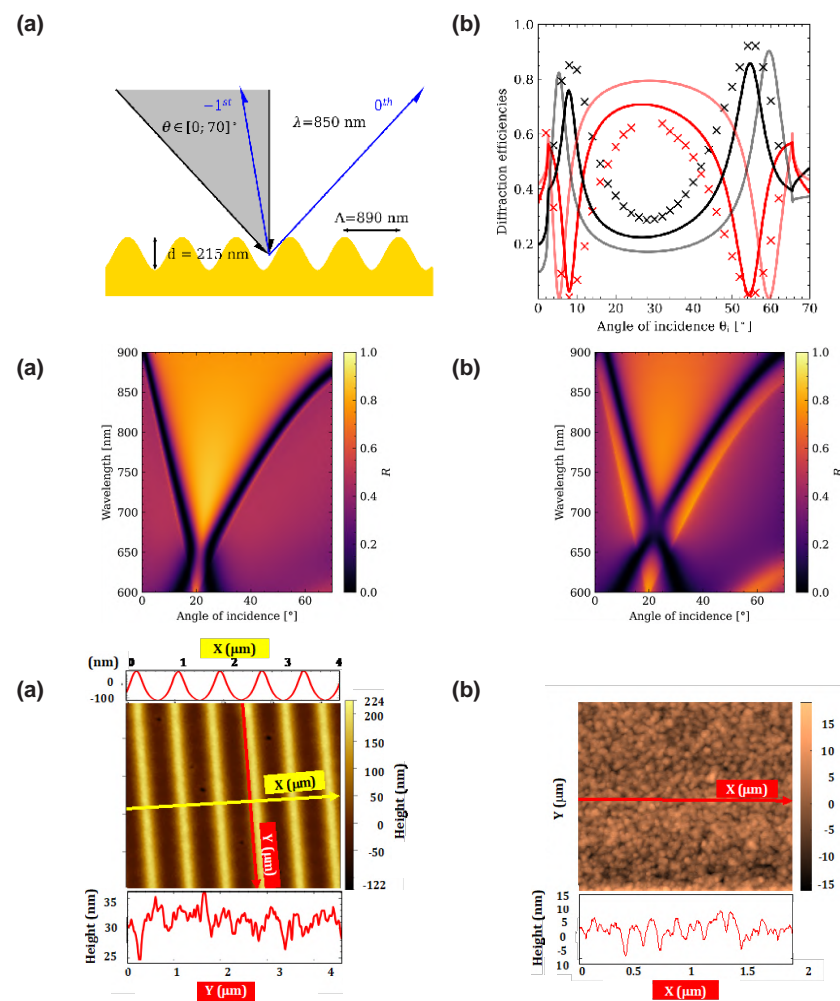 (a)
(b)
−1ˢᵗ
0ᵗʰ
θ∈[0; 70]°
λ=850 nm
Λ=890 nm
d = 215 nm
Diffraction efficiencies
1.0
0.8
0.6
0.4
0.2
0 10 20 30 40 50 60 70
Angle of incidence θᵢ [°]
(a)
(b)
Wavelength [nm]
900
850
800
750
700
650
600
0 20 40 60
Angle of incidence [°]
1.0
0.8
0.6
0.4
0.2
0.0
R
Wavelength [nm]
900
850
800
750
700
650
600
0 20 40 60
Angle of incidence [°]
1.0
0.8
0.6
0.4
0.2
0.0
R
(a)
(b)
X (μm)
0 1 2 3 4
(nm)
0
-100
X (μm)
Y (μm)
224
200
150
100
50
0
-50
-122
Height (nm)
Height (nm)
35
30
25
0 1 2 3 4
Y (μm)
Y (μm)
X (μm)
15
10
5
0
-5
-10
-15
Height (nm)
15
10
5
0
-5
10
0 0.5 1 1.5 2
X (μm)